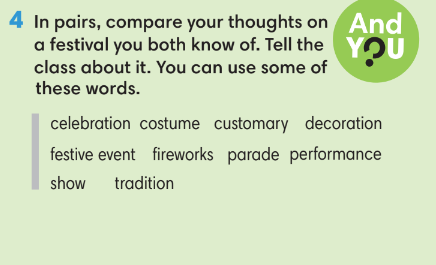 4 In pairs, compare your thoughts on
a festival you both know of. Tell the
class about it. You can use some of
these words.
And
YOU
?
celebration costume customary decoration
festive event fireworks parade performance
show tradition